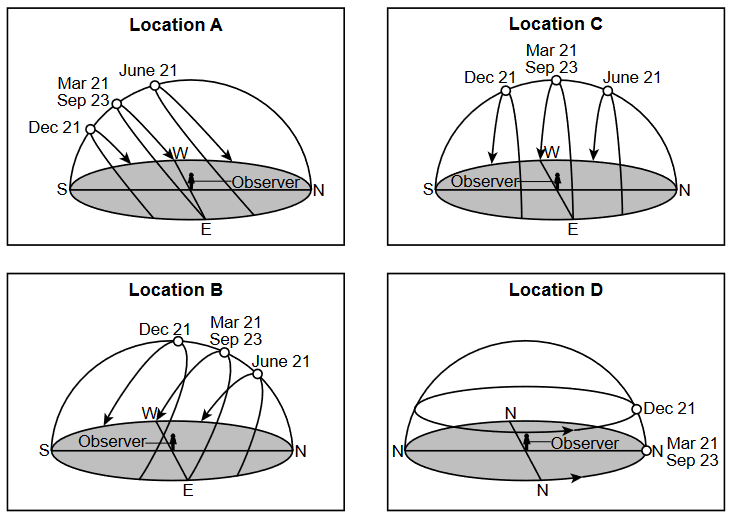 Location A
June 21
Mar 21
Sep 23
Dec 21
W
S
Observer
N
E
Location C
Mar 21
Sep 23
Dec 21
June 21
W
S
Observer
N
E
Location B
Dec 21
Mar 21
Sep 23
June 21
W
Observer
S
N
E
Location D
Dec 21
N
Observer
N
N
Mar 21
Sep 23
N